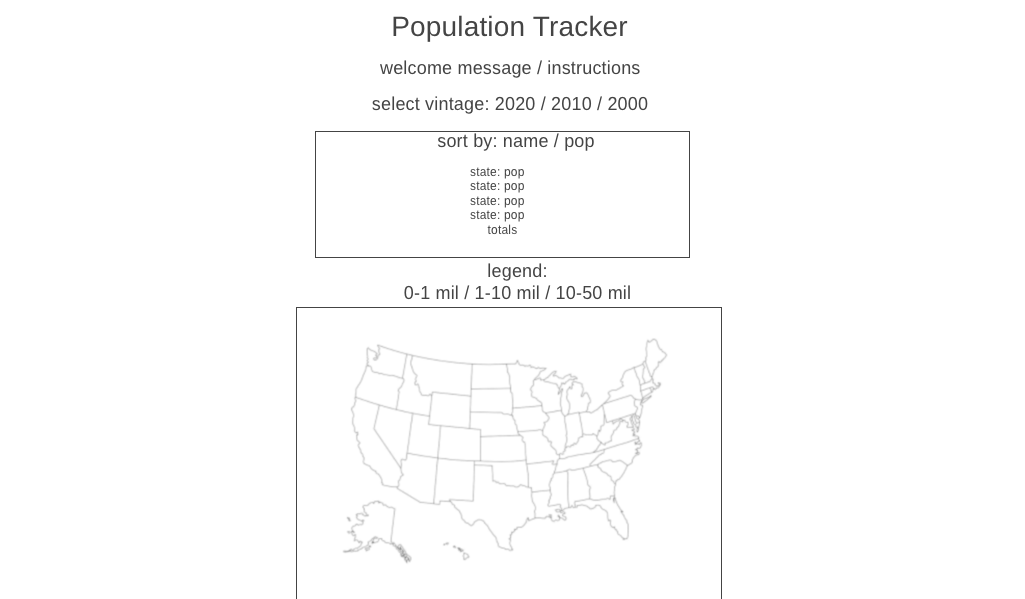 Population Tracker
welcome message / instructions
select vintage: 2020 / 2010 / 2000
sort by: name / pop
state: pop
state: pop
state: pop
state: pop
totals
legend:
0-1 mil / 1-10 mil / 10-50 mil